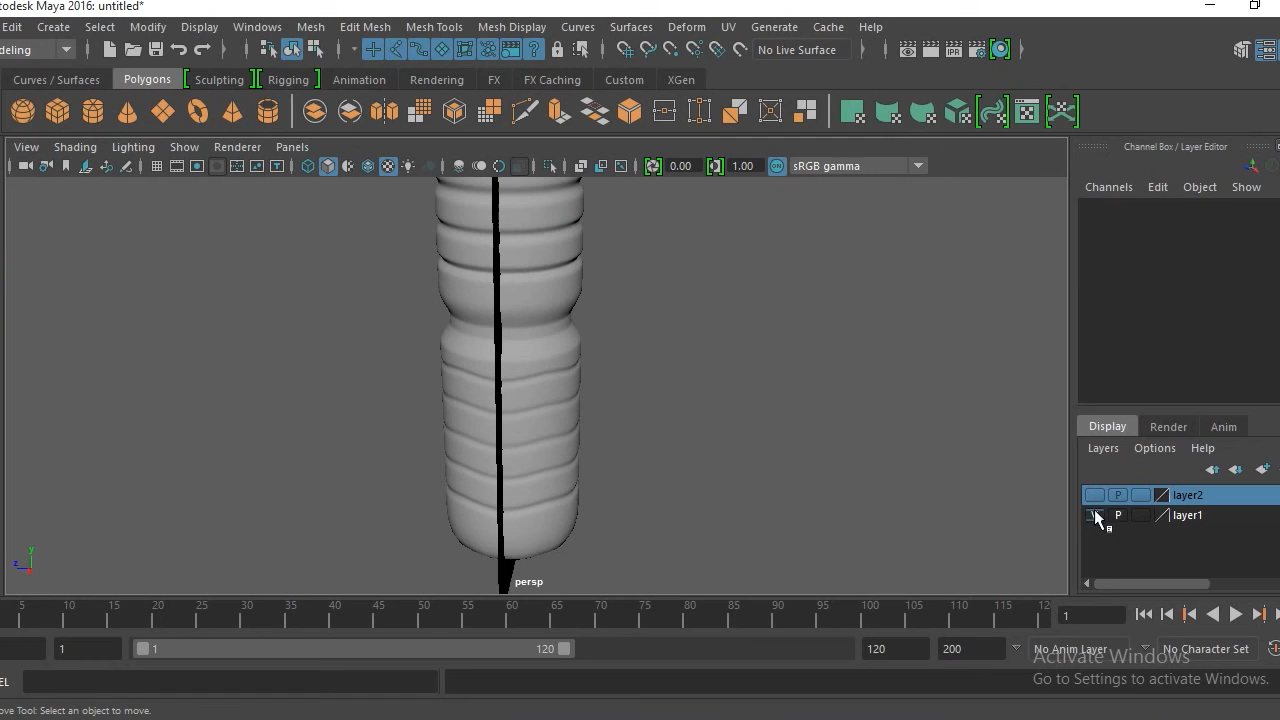 todesk Maya 2016: untitled*
Edit Create Select Modify Display Windows Mesh Edit Mesh Mesh Tools Mesh Display Curves Surfaces Deform UV Generate Cache Help
deling No Live Surface
Curves / Surfaces Polygons Sculpting Rigging Animation Rendering FX FX Caching Custom XGen
View Shading Lighting Show Renderer Panels
0.00 1.00 ON sRGB gamma
Channel Box / Layer Editor
Channels Edit Object Show
Display Render Anim
Layers Options Help
P layer2
P layer1
y
z
persp
5 10 15 20 25 30 35 40 45 50 55 60 65 70 75 80 85 90 95 100 105 110 115 12
1
1 1 120 120 200 No Anim Layer No Character Set
Activate Windows
Go to Settings to activate Windows.
EL
ove Tool: Select an object to move.